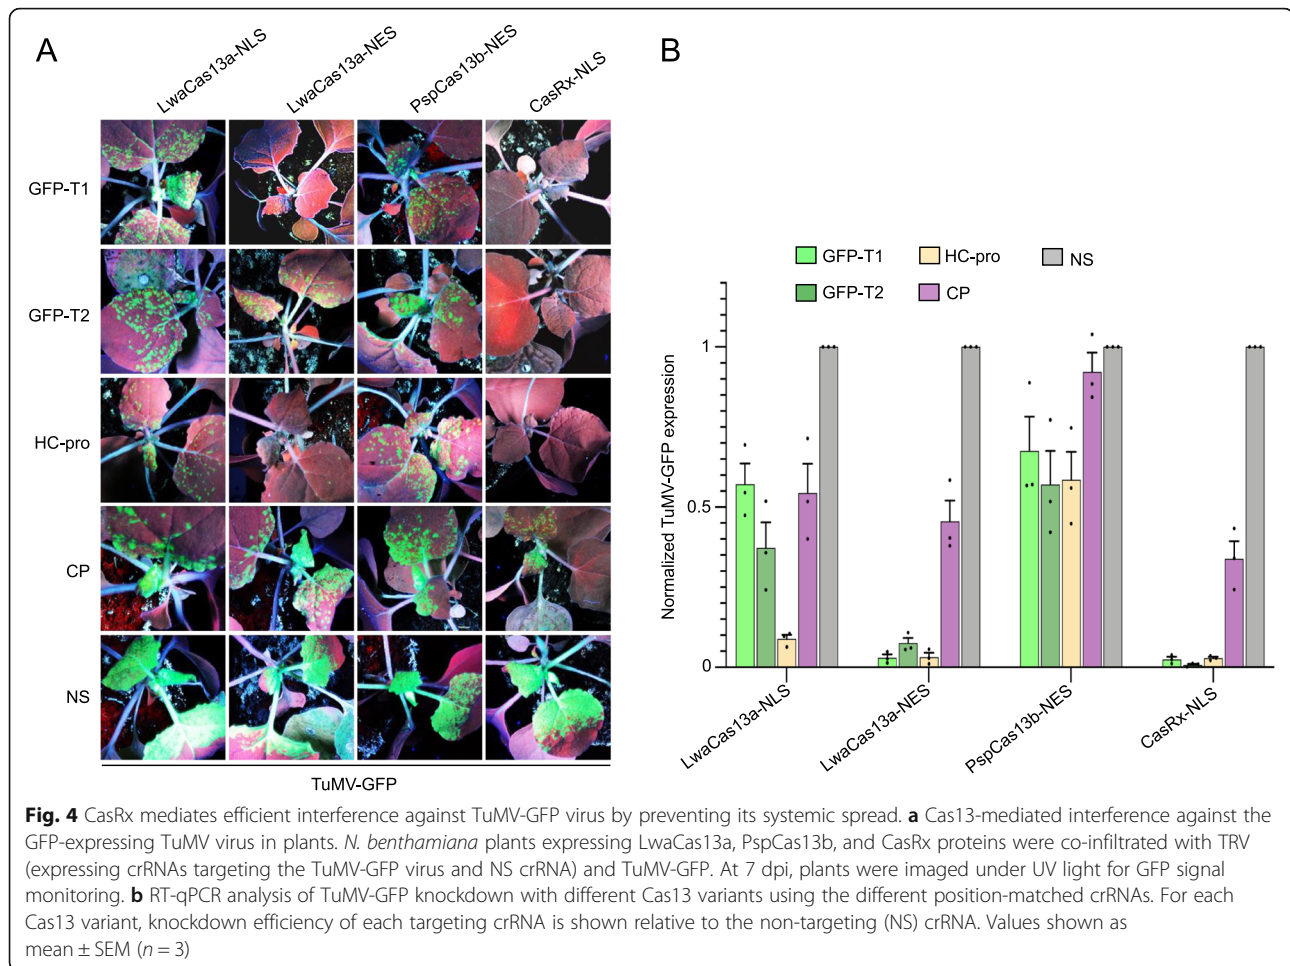 A
B
LwaCas13a-NLS
LwaCas13a-NES
PspCas13b-NES
CasRx-NLS
GFP-T1
GFP-T2
HC-pro
CP
NS
TuMV-GFP
GFP-T1
HC-pro
NS
GFP-T2
CP
Normalized TuMV-GFP expression
1
0.5
0
LwaCas13a-NLS
LwaCas13a-NES
PspCas13b-NES
CasRx-NLS
Fig. 4 CasRx mediates efficient interference against TuMV-GFP virus by preventing its systemic spread. a Cas13-mediated interference against the
GFP-expressing TuMV virus in plants. N. benthamiana plants expressing LwaCas13a, PspCas13b, and CasRx proteins were co-infiltrated with TRV
(expressing crRNAs targeting the TuMV-GFP virus and NS crRNA) and TuMV-GFP. At 7 dpi, plants were imaged under UV light for GFP signal
monitoring. b RT-qPCR analysis of TuMV-GFP knockdown with different Cas13 variants using the different position-matched crRNAs. For each
Cas13 variant, knockdown efficiency of each targeting crRNA is shown relative to the non-targeting (NS) crRNA. Values shown as
mean ± SEM (n = 3)